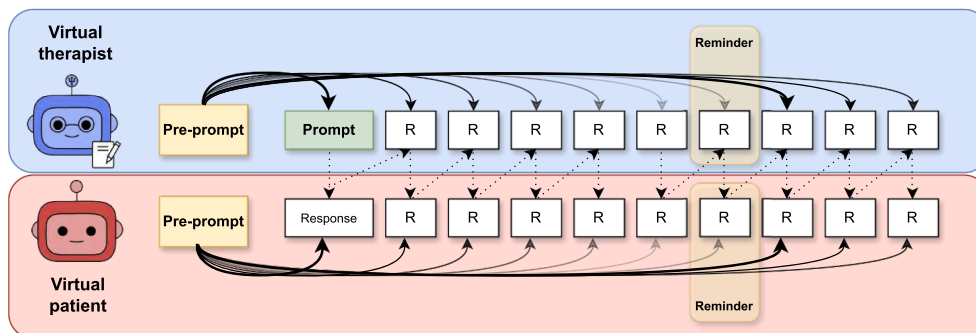 Virtual
therapist
Reminder
Pre-prompt
Prompt
R
R
R
R
R
R
R
R
R
Pre-prompt
Response
R
R
R
R
R
R
R
R
R
Virtual
patient
Reminder